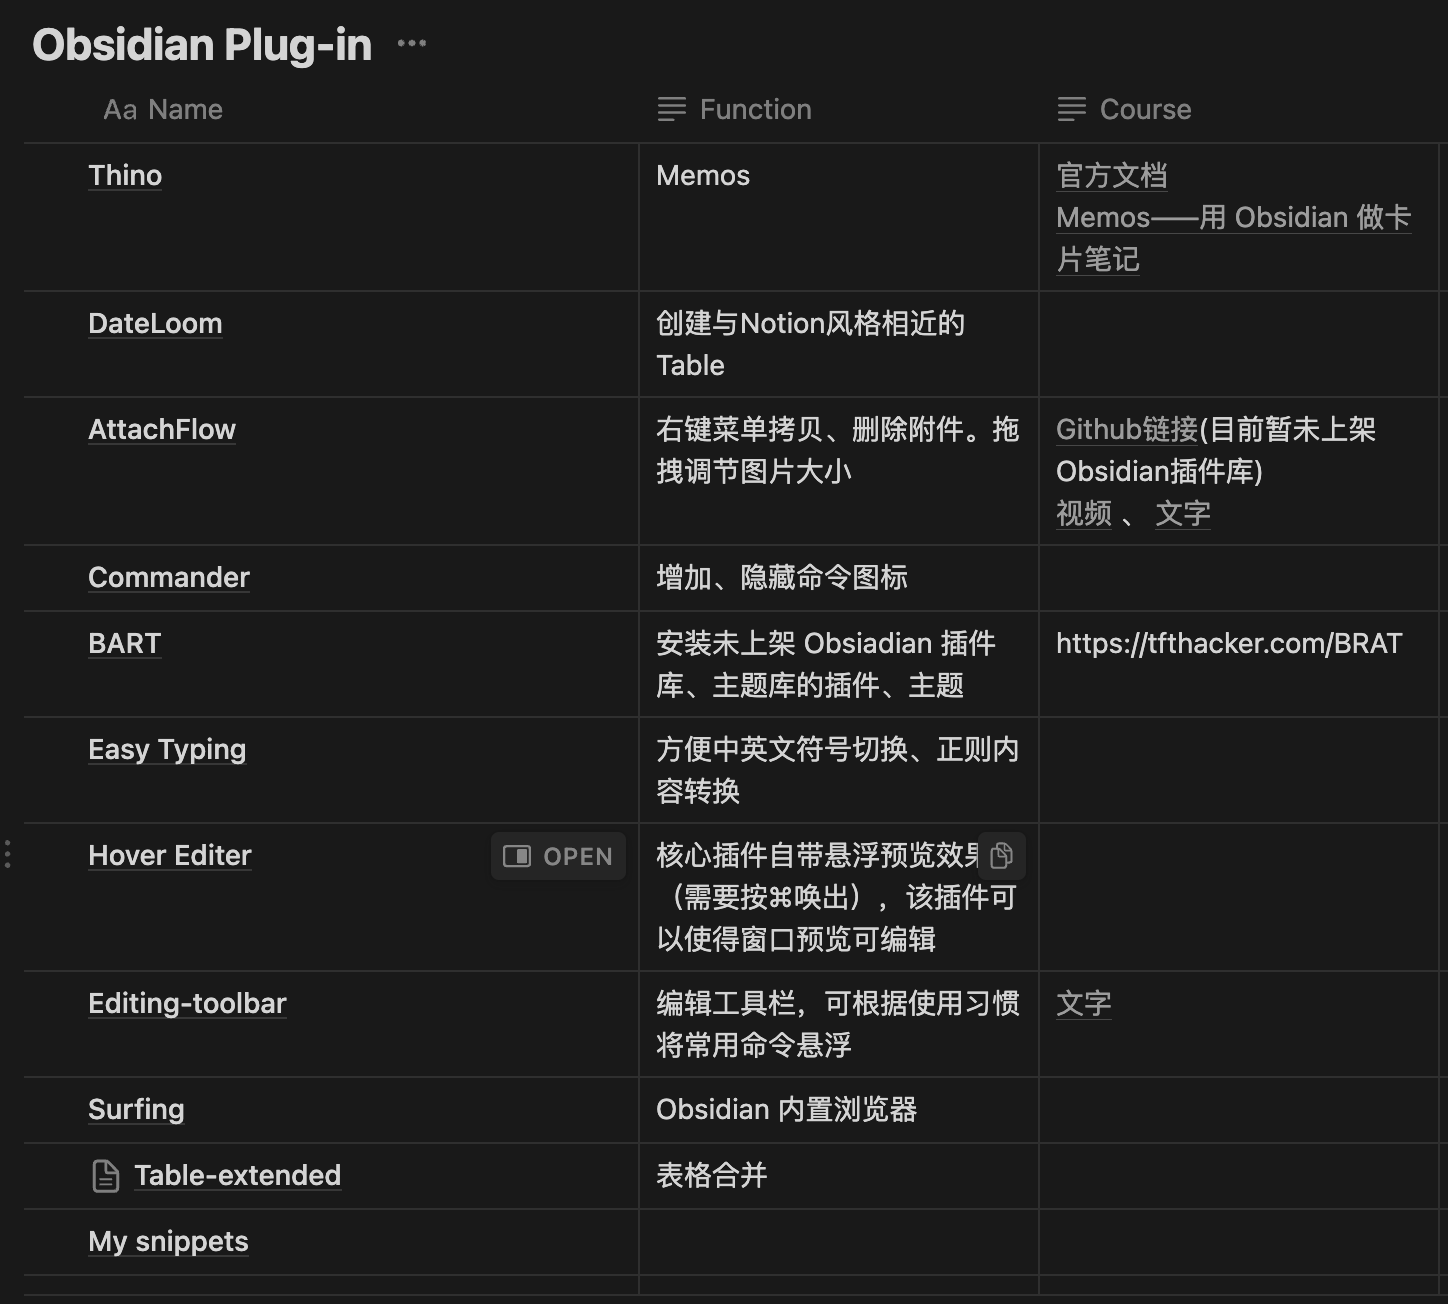 Obsidian Plug-in
Aa Name
Function
Course
Thino
Memos
官方文档
Memos——用 Obsidian 做卡
片笔记
DateLoom
创建与Notion风格相近的
Table
AttachFlow
右键菜单拷贝、删除附件。拖
拽调节图片大小
Github链接(目前暂未上架
Obsidian插件库)
视频 、 文字
Commander
增加、隐藏命令图标
BART
安装未上架 Obsiadian 插件
库、主题库的插件、主题
https://tfthacker.com/BRAT
Easy Typing
方便中英文符号切换、正则内
容转换
Hover Editer
OPEN
核心插件自带悬浮预览效果
（需要按⌘唤出），该插件可
以使得窗口预览可编辑
Editing-toolbar
编辑工具栏，可根据使用习惯
将常用命令悬浮
文字
Surfing
Obsidian 内置浏览器
Table-extended
表格合并
My snippets